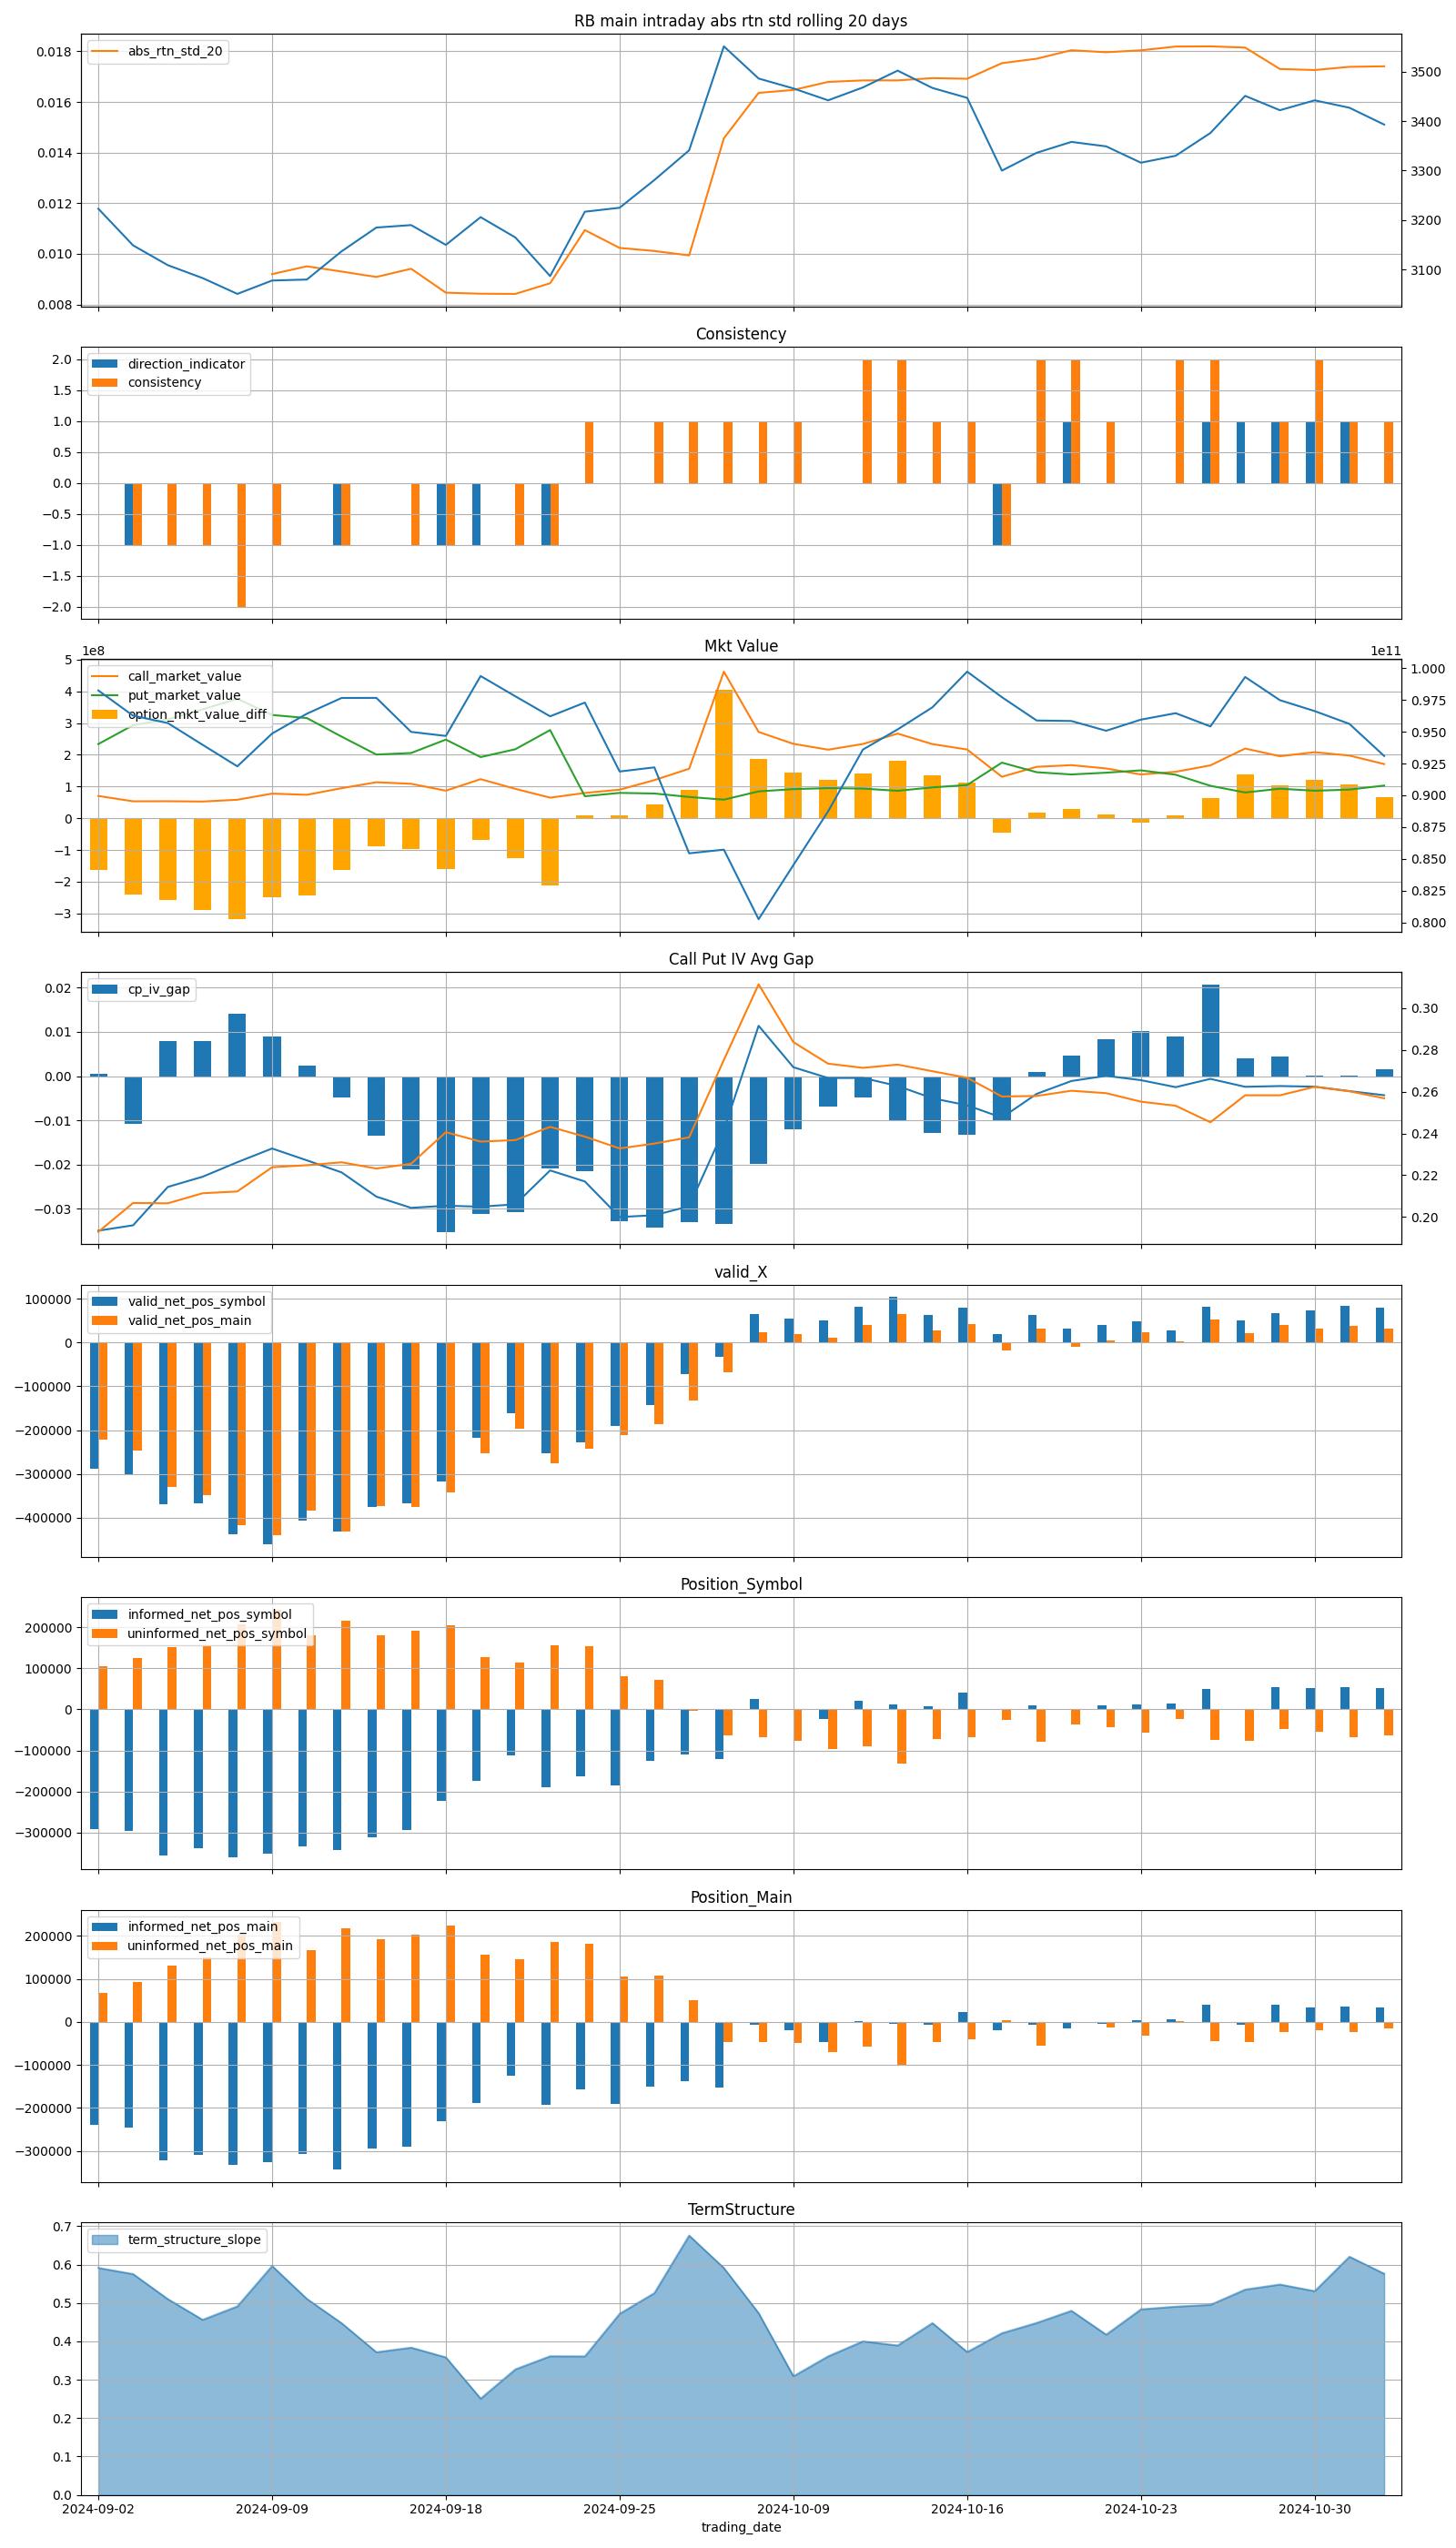 RB main intraday abs rtn std rolling 20 days
abs_rtn_std_20
0.018
0.016
0.014
0.012
0.010
0.008
3500
3400
3300
3200
3100
Consistency
direction_indicator
consistency
2.0
1.5
1.0
0.5
0.0
−0.5
−1.0
−1.5
−2.0
Mkt Value
1e8
1e11
call_market_value
put_market_value
option_mkt_value_diff
5
4
3
2
1
0
−1
−2
−3
1.000
0.975
0.950
0.925
0.900
0.875
0.850
0.825
0.800
Call Put IV Avg Gap
cp_iv_gap
0.02
0.01
0.00
−0.01
−0.02
−0.03
0.30
0.28
0.26
0.24
0.22
0.20
valid_X
valid_net_pos_symbol
valid_net_pos_main
100000
0
−100000
−200000
−300000
−400000
Position_Symbol
informed_net_pos_symbol
uninformed_net_pos_symbol
200000
100000
0
−100000
−200000
−300000
Position_Main
informed_net_pos_main
uninformed_net_pos_main
200000
100000
0
−100000
−200000
−300000
TermStructure
term_structure_slope
0.7
0.6
0.5
0.4
0.3
0.2
0.1
0.0
2024-09-02 2024-09-09 2024-09-18 2024-09-25 2024-10-09 2024-10-16 2024-10-23 2024-10-30
trading_date